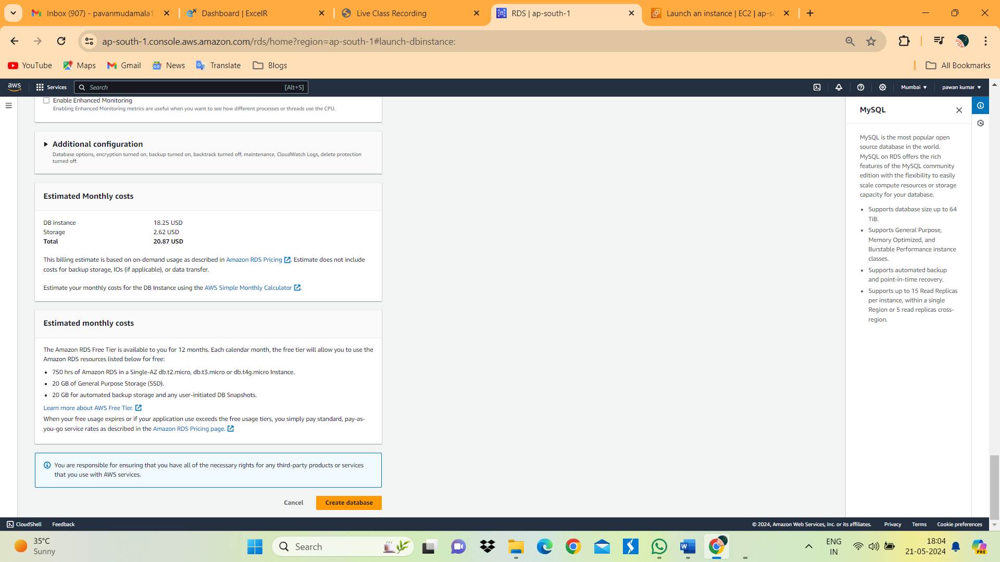 Inbox (907) - pavanmudamala1
Dashboard | ExcelR
Live Class Recording
RDS | ap-south-1
Launch an instance | EC2 | ap-so
ap-south-1.console.aws.amazon.com/rds/home?region=ap-south-1#launch-dbinstance:
YouTube
Maps
Gmail
News
Translate
Blogs
All Bookmarks
aws
Services
Search
[Alt+S]
Mumbai
pawan kumar
Enable Enhanced Monitoring
Enabling Enhanced Monitoring metrics are useful when you want to see how different processes or threads use the CPU.
Additional configuration
Database options, encryption turned on, backup turned on, backtrack turned off, maintenance, CloudWatch Logs, delete protection
turned off.
Estimated Monthly costs
DB instance 18.25 USD
Storage 2.62 USD
Total 20.87 USD
This billing estimate is based on on-demand usage as described in Amazon RDS Pricing . Estimate does not include
costs for backup storage, IOs (if applicable), or data transfer.
Estimate your monthly costs for the DB Instance using the AWS Simple Monthly Calculator .
Estimated monthly costs
The Amazon RDS Free Tier is available to you for 12 months. Each calendar month, the free tier will allow you to use the
Amazon RDS resources listed below for free:
• 750 hrs of Amazon RDS in a Single-AZ db.t2.micro, db.t3.micro or db.t4g.micro Instance.
• 20 GB of General Purpose Storage (SSD).
• 20 GB for automated backup storage and any user-initiated DB Snapshots.
Learn more about AWS Free Tier.
When your free usage expires or if your application use exceeds the free usage tiers, you simply pay standard, pay-as-
you-go service rates as described in the Amazon RDS Pricing page.
You are responsible for ensuring that you have all of the necessary rights for any third-party products or services
that you use with AWS services.
Cancel
Create database
MySQL
MySQL is the most popular open
source database in the world.
MySQL on RDS offers the rich
features of the MySQL community
edition with the flexibility to easily
scale compute resources or storage
capacity for your database.
• Supports database size up to 64
TiB.
• Supports General Purpose,
Memory Optimized, and
Burstable Performance instance
classes.
• Supports automated backup
and point-in-time recovery.
• Supports up to 15 Read Replicas
per instance, within a single
Region or 5 read replicas cross-
region.
CloudShell
Feedback
© 2024, Amazon Web Services, Inc. or its affiliates.
Privacy
Terms
Cookie preferences
35°C
Sunny
Search
ENG
IN
18:04
21-05-2024
PRE